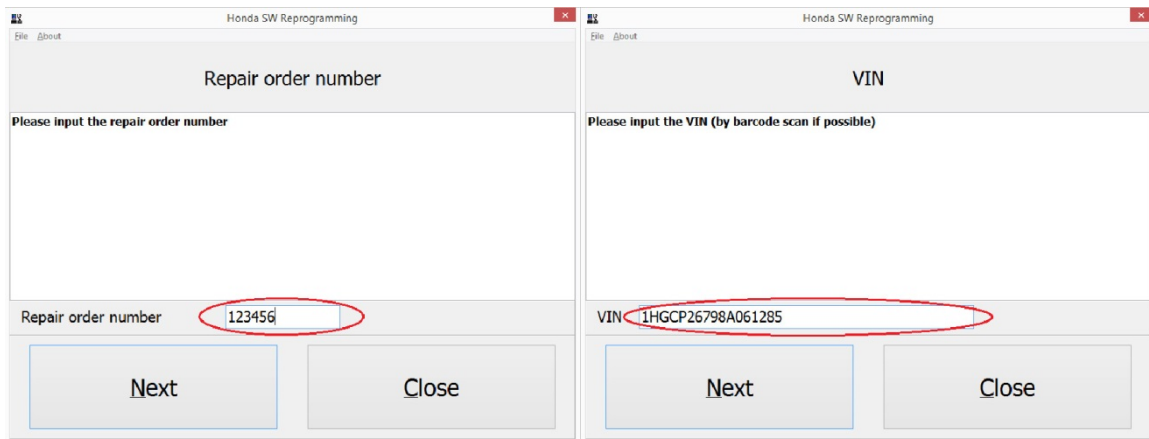 Honda SW Reprogramming
File About
Repair order number
Please input the repair order number
Repair order number 123456
Next Close
Honda SW Reprogramming
File About
VIN
Please input the VIN (by barcode scan if possible)
VIN 1HGCP26798A061285
Next Close